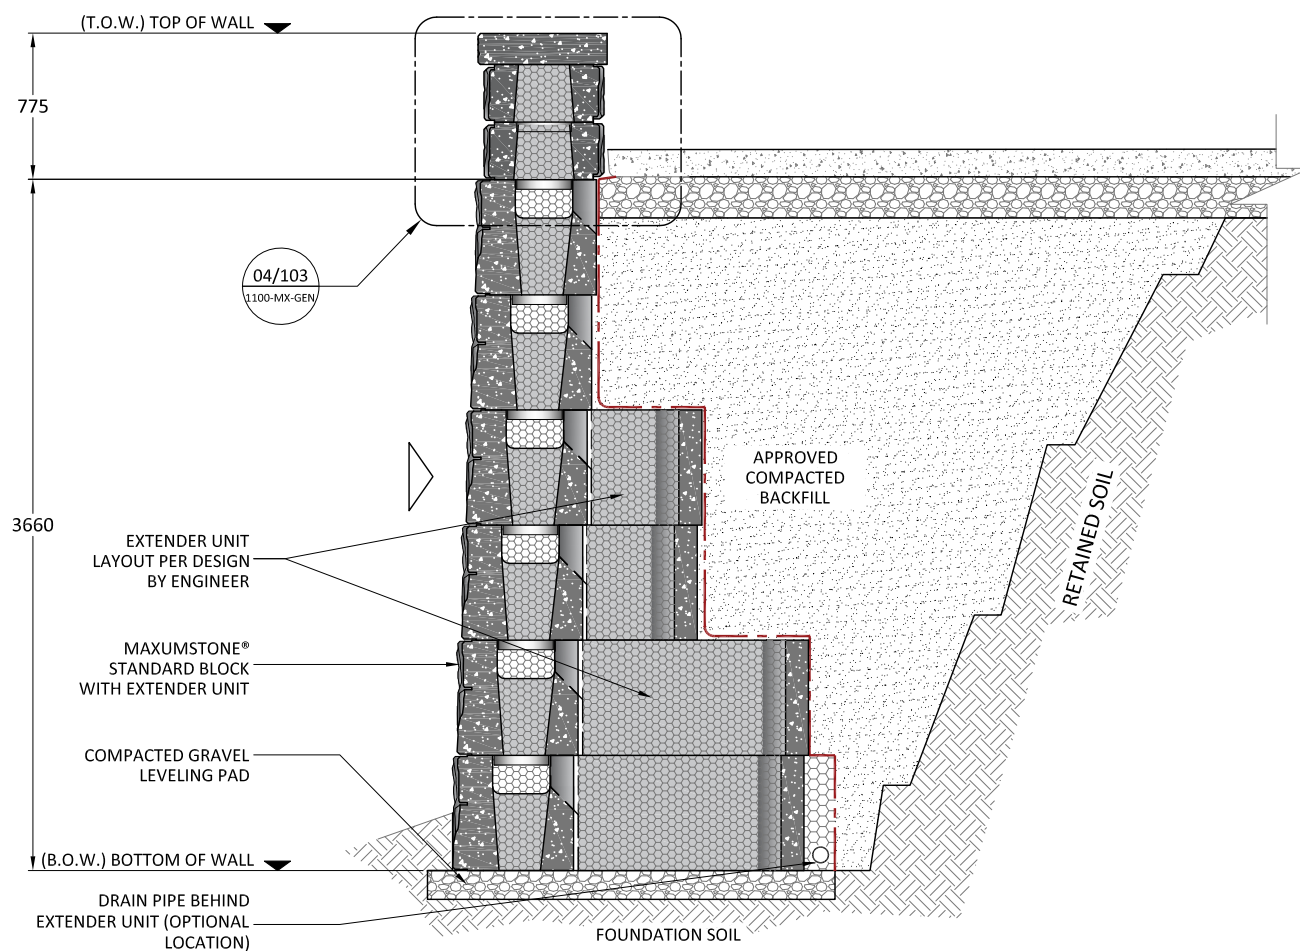 (T.O.W.) TOP OF WALL
775
04/103
1100-MX-GEN
3660
APPROVED
COMPACTED
BACKFILL
RETAINED SOIL
EXTENDER UNIT
LAYOUT PER DESIGN
BY ENGINEER
MAXUMSTONE®
STANDARD BLOCK
WITH EXTENDER UNIT
COMPACTED GRAVEL
LEVELING PAD
(B.O.W.) BOTTOM OF WALL
DRAIN PIPE BEHIND
EXTENDER UNIT (OPTIONAL
LOCATION)
FOUNDATION SOIL